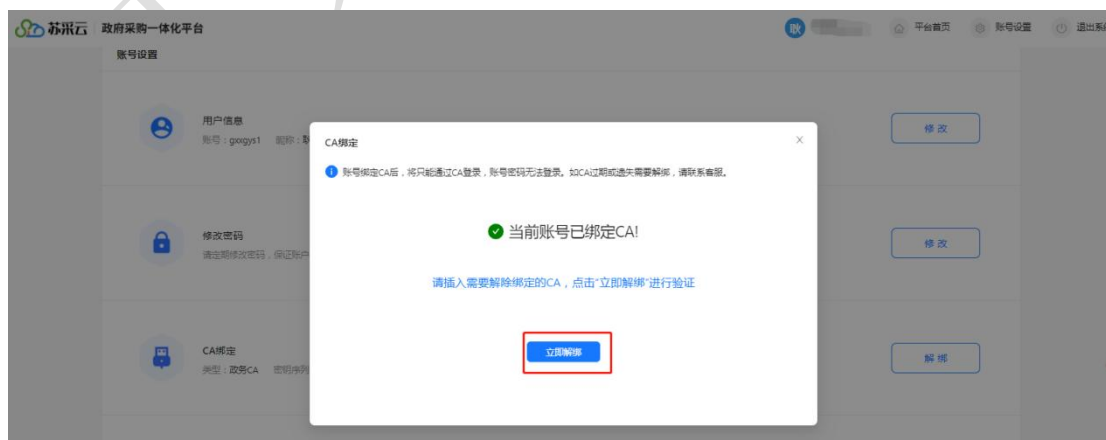 苏采云 政府采购一体化平台
耿
平台首页
账号设置
退出系统
账号设置
用户信息
账号：gxxgys1 昵称：耿
修改
CA绑定
账号绑定CA后，将只能通过CA登录，账号密码无法登录。如CA过期或遗失需要解绑，请联系客服。
当前账号已绑定CA!
请插入需要解除绑定的CA，点击“立即解绑”进行验证
立即解绑
修改密码
请定期修改密码，保证账户
修改
CA绑定
类型：政务CA 密钥序列
解绑